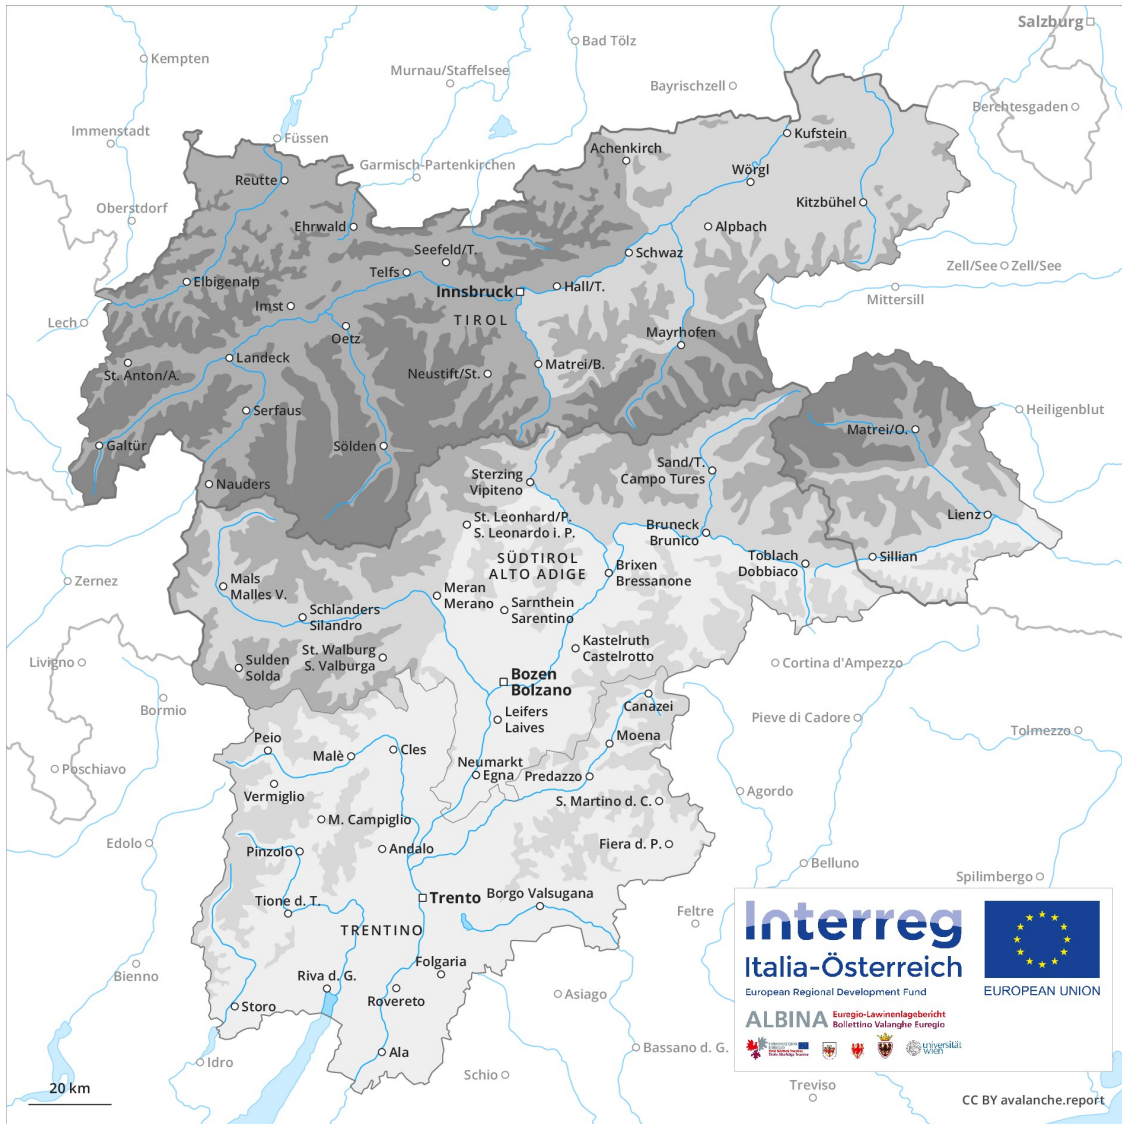 Salzburg
Bad Tölz
Kempten
Murnau/Staffelsee
Bayrischzell
Berchtesgaden
Immenstadt
Füssen
Kufstein
Achenkirch
Garmisch-Partenkirchen
Wörgl
Reutte
Kitzbühel
Oberstdorf
Ehrwald
Alpbach
Seefeld/T.
Schwaz
Telfs
Zell/See
Zell/See
Elbigenalp
Innsbruck
Hall/T.
Mittersill
Imst
TIROL
Lech
Oetz
Mayrhofen
Landeck
St. Anton/A.
Neustift/St.
Matrei/B.
Serfaus
Heiligenblut
Matrei/O.
Galtür
Sölden
Sterzing
Vipiteno
Sand/T.
Campo Tures
Nauders
St. Leonhard/P.
S. Leonardo i. P.
Lienz
Bruneck
Brunico
SÜDTIROL
ALTO ADIGE
Toblach
Dobbiaco
Sillian
Brixen
Bressanone
Zernez
Mals
Malles V.
Meran
Merano
Sarnthein
Sarentino
Schlanders
Silandro
Kastelruth
Castelrotto
St. Walburg
S. Valburga
Livigno
Sulden
Solda
Cortina d'Ampezzo
Bozen
Bolzano
Bormio
Canazei
Leifers
Laives
Pieve di Cadore
Tolmezzo
Moena
Peio
Malè
Cles
Neumarkt
Egna
Predazzo
Poschiavo
Vermiglio
Agordo
S. Martino d. C.
M. Campiglio
Edolo
Pinzolo
Andalo
Fiera d. P.
Belluno
Spilimbergo
Trento
Borgo Valsugana
Tione d. T.
Feltre
TRENTINO
Folgaria
Bienno
Riva d. G.
Rovereto
Asiago
Storo
Ala
Bassano d. G.
Idro
Schio
Treviso
20 km
Interreg
Italia-Österreich
European Regional Development Fund
EUROPEAN UNION
ALBINA
Euregio-Lawinenlagebericht
Bollettino Valanghe Euregio
universität
wien
CC BY avalanche.report